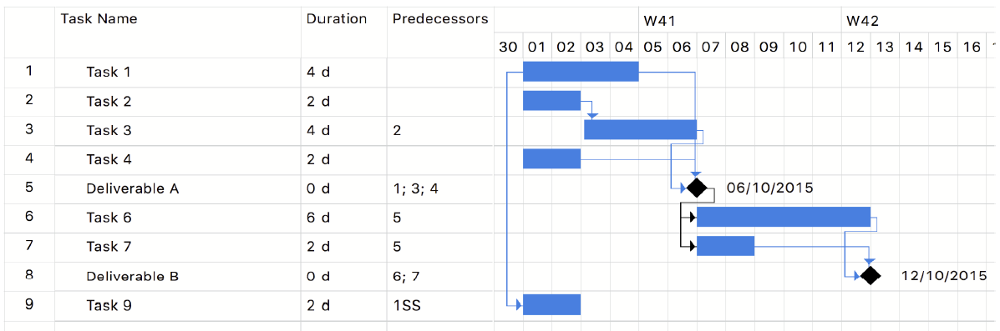 Task Name Duration Predecessors W41 W42
30 01 02 03 04 05 06 07 08 09 10 11 12 13 14 15 16
1 Task 1 4 d
2 Task 2 2 d
3 Task 3 4 d 2
4 Task 4 2 d
5 Deliverable A 0 d 1; 3; 4 06/10/2015
6 Task 6 6 d 5
7 Task 7 2 d 5
8 Deliverable B 0 d 6; 7 12/10/2015
9 Task 9 2 d 1SS